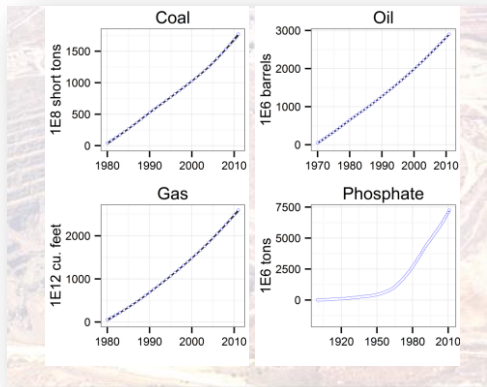 Coal
1E8 short tons
1500
1000
500
0
1980 1990 2000 2010
Oil
1E6 barrels
3000
2000
1000
0
1970 1980 1990 2000 2010
Gas
1E12 cu. feet
2000
1000
0
1980 1990 2000 2010
Phosphate
1E6 tons
7500
5000
2500
0
1920 1950 1980 2010